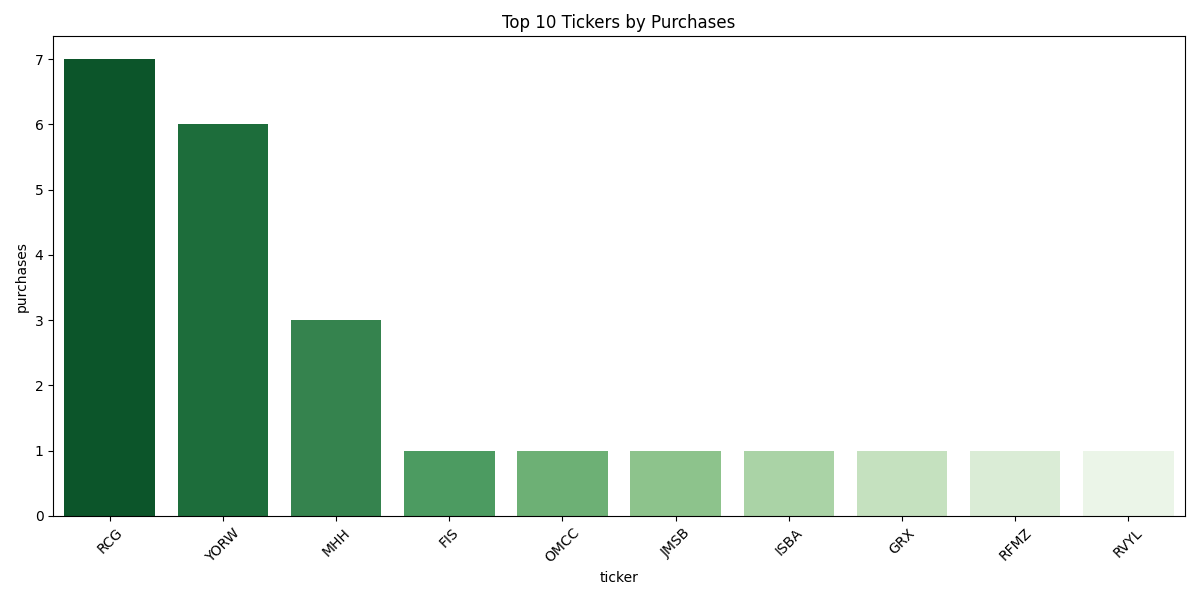 Top 10 Tickers by Purchases
purchases
7
6
5
4
3
2
1
0
RCG
YORW
MHH
FIS
OMCC
JMSB
ISBA
GRX
RFMZ
RVYL
ticker